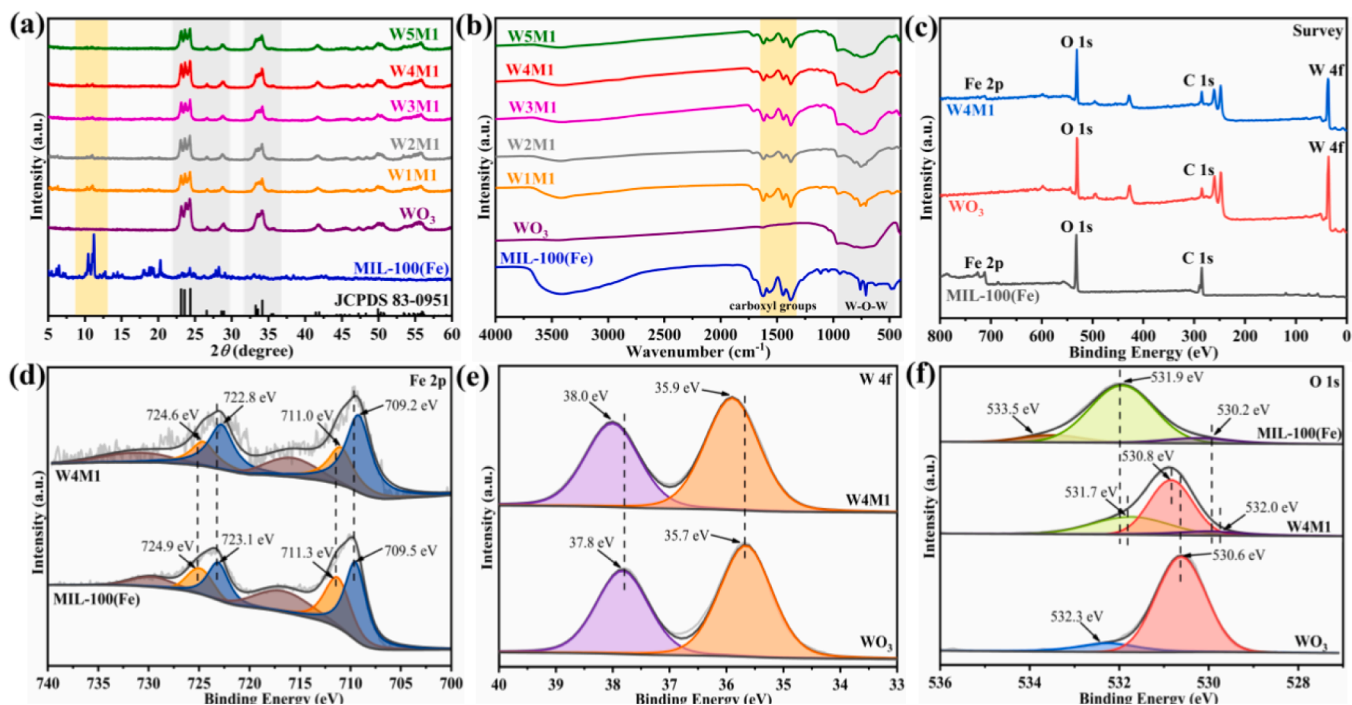 (a)
W5M1
W4M1
W3M1
W2M1
W1M1
WO3
MIL-100(Fe)
JCPDS 83-0951
5 10 15 20 25 30 35 40 45 50 55 60
2θ (degree)
Intensity (a.u.)
(b)
W5M1
W4M1
W3M1
W2M1
W1M1
WO3
MIL-100(Fe)
carboxyl groups
W-O-W
4000 3500 3000 2500 2000 1500 1000 500
Wavenumber (cm-1)
Intensity (a.u.)
(c)
Survey
O 1s
W 4f
Fe 2p
C 1s
W4M1
O 1s
W 4f
C 1s
WO3
O 1s
Fe 2p
C 1s
MIL-100(Fe)
800 700 600 500 400 300 200 100 0
Binding Energy (eV)
Intensity (a.u.)
(d)
Fe 2p
722.8 eV
724.6 eV
711.0 eV
709.2 eV
W4M1
724.9 eV
723.1 eV
711.3 eV
709.5 eV
MIL-100(Fe)
740 735 730 725 720 715 710 705 700
Binding Energy (eV)
Intensity (a.u.)
(e)
W 4f
38.0 eV
35.9 eV
W4M1
37.8 eV
35.7 eV
WO3
40 39 38 37 36 35 34 33
Binding Energy (eV)
Intensity (a.u.)
(f)
O 1s
531.9 eV
533.5 eV
530.2 eV
MIL-100(Fe)
530.8 eV
531.7 eV
532.0 eV
W4M1
530.6 eV
532.3 eV
WO3
536 534 532 530 528
Binding Energy (eV)
Intensity (a.u.)